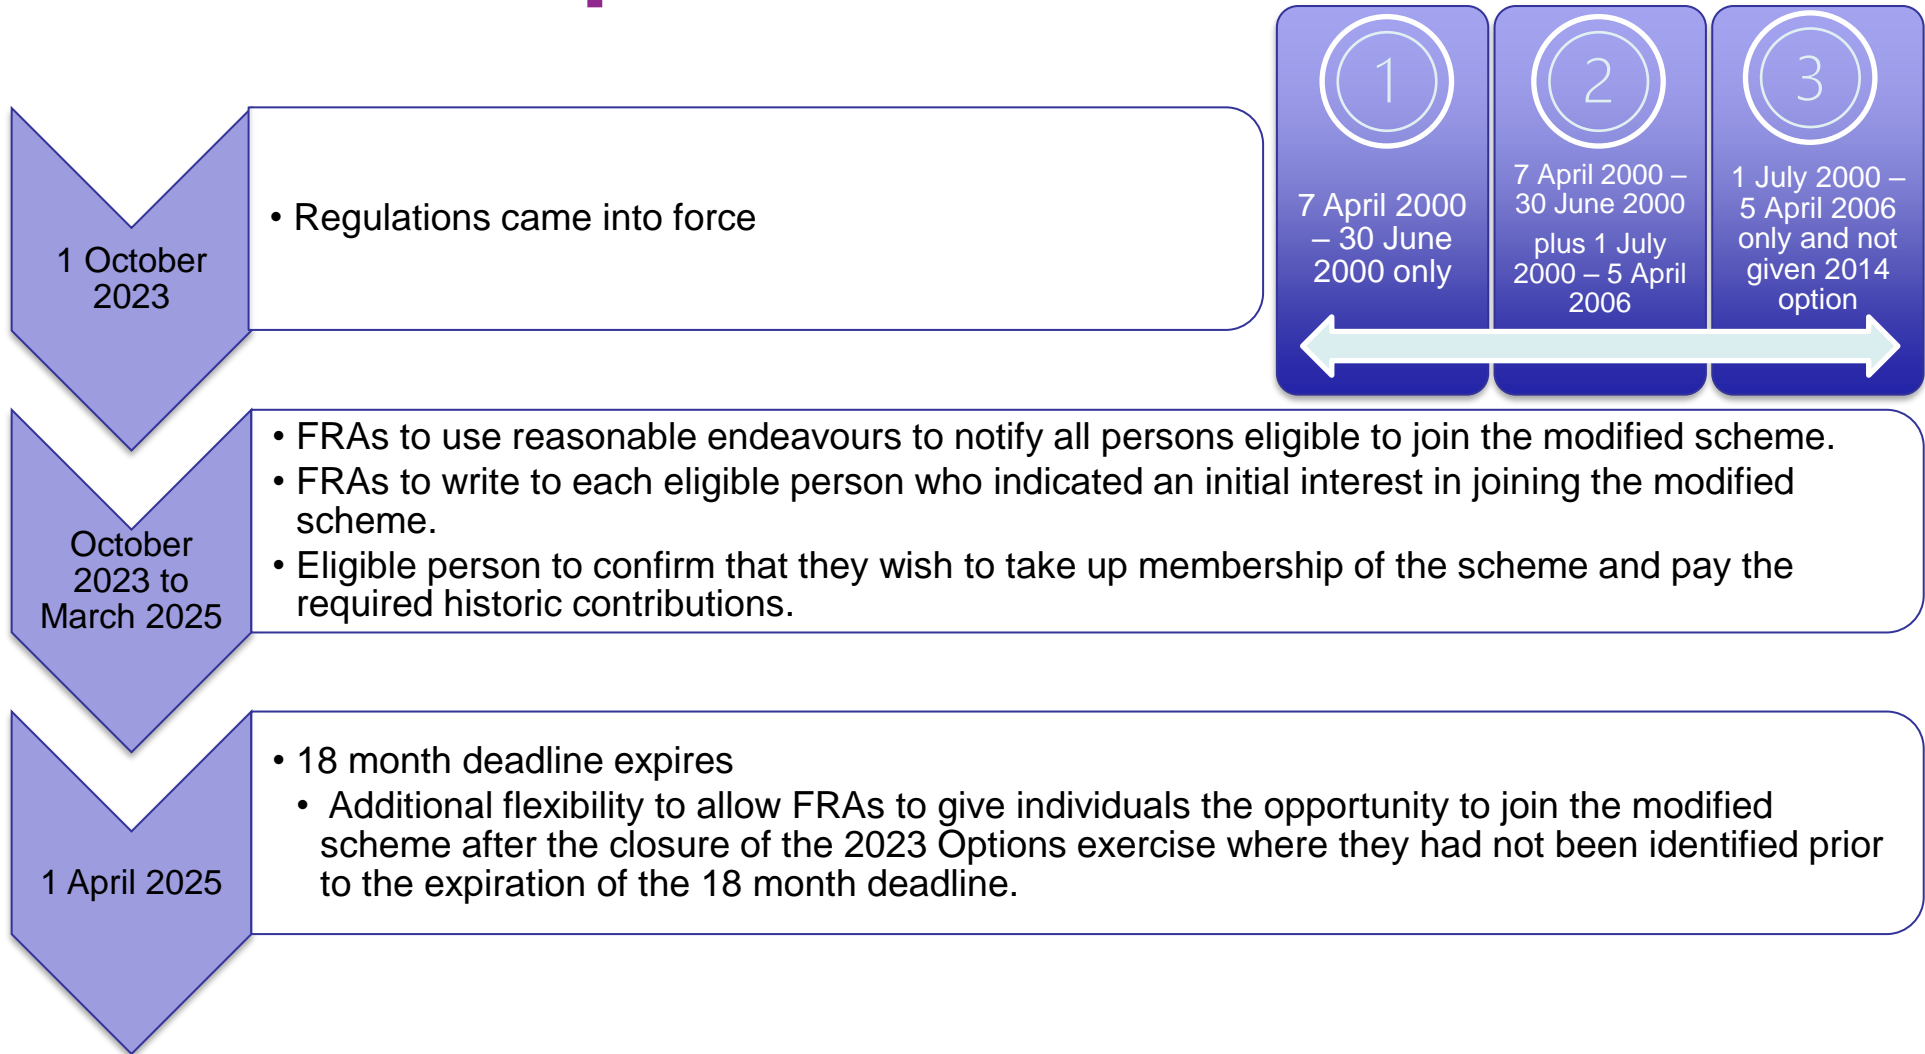 1
7 April 2000
– 30 June
2000 only
2
7 April 2000 –
30 June 2000
plus 1 July
2000 – 5 April
2006
3
1 July 2000 –
5 April 2006
only and not
given 2014
option
1 October
2023
• Regulations came into force
October
2023 to
March 2025
• FRAs to use reasonable endeavours to notify all persons eligible to join the modified scheme.
• FRAs to write to each eligible person who indicated an initial interest in joining the modified
scheme.
• Eligible person to confirm that they wish to take up membership of the scheme and pay the
required historic contributions.
1 April 2025
• 18 month deadline expires
• Additional flexibility to allow FRAs to give individuals the opportunity to join the modified
scheme after the closure of the 2023 Options exercise where they had not been identified prior
to the expiration of the 18 month deadline.